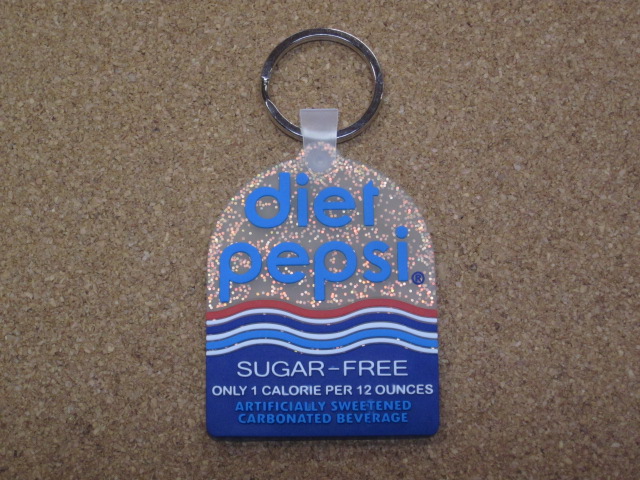 diet
pepsi®
SUGAR-FREE
ONLY 1 CALORIE PER 12 OUNCES
ARTIFICIALLY SWEETENED
CARBONATED BEVERAGE